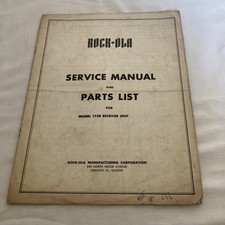 ROCK-OLA
SERVICE MANUAL
AND
PARTS LIST
FOR
MODEL 1728 RECEIVER UNIT
ROCK-OLA MANUFACTURING CORPORATION
800 NORTH KEDZIE AVENUE
CHICAGO 51, ILLINOIS